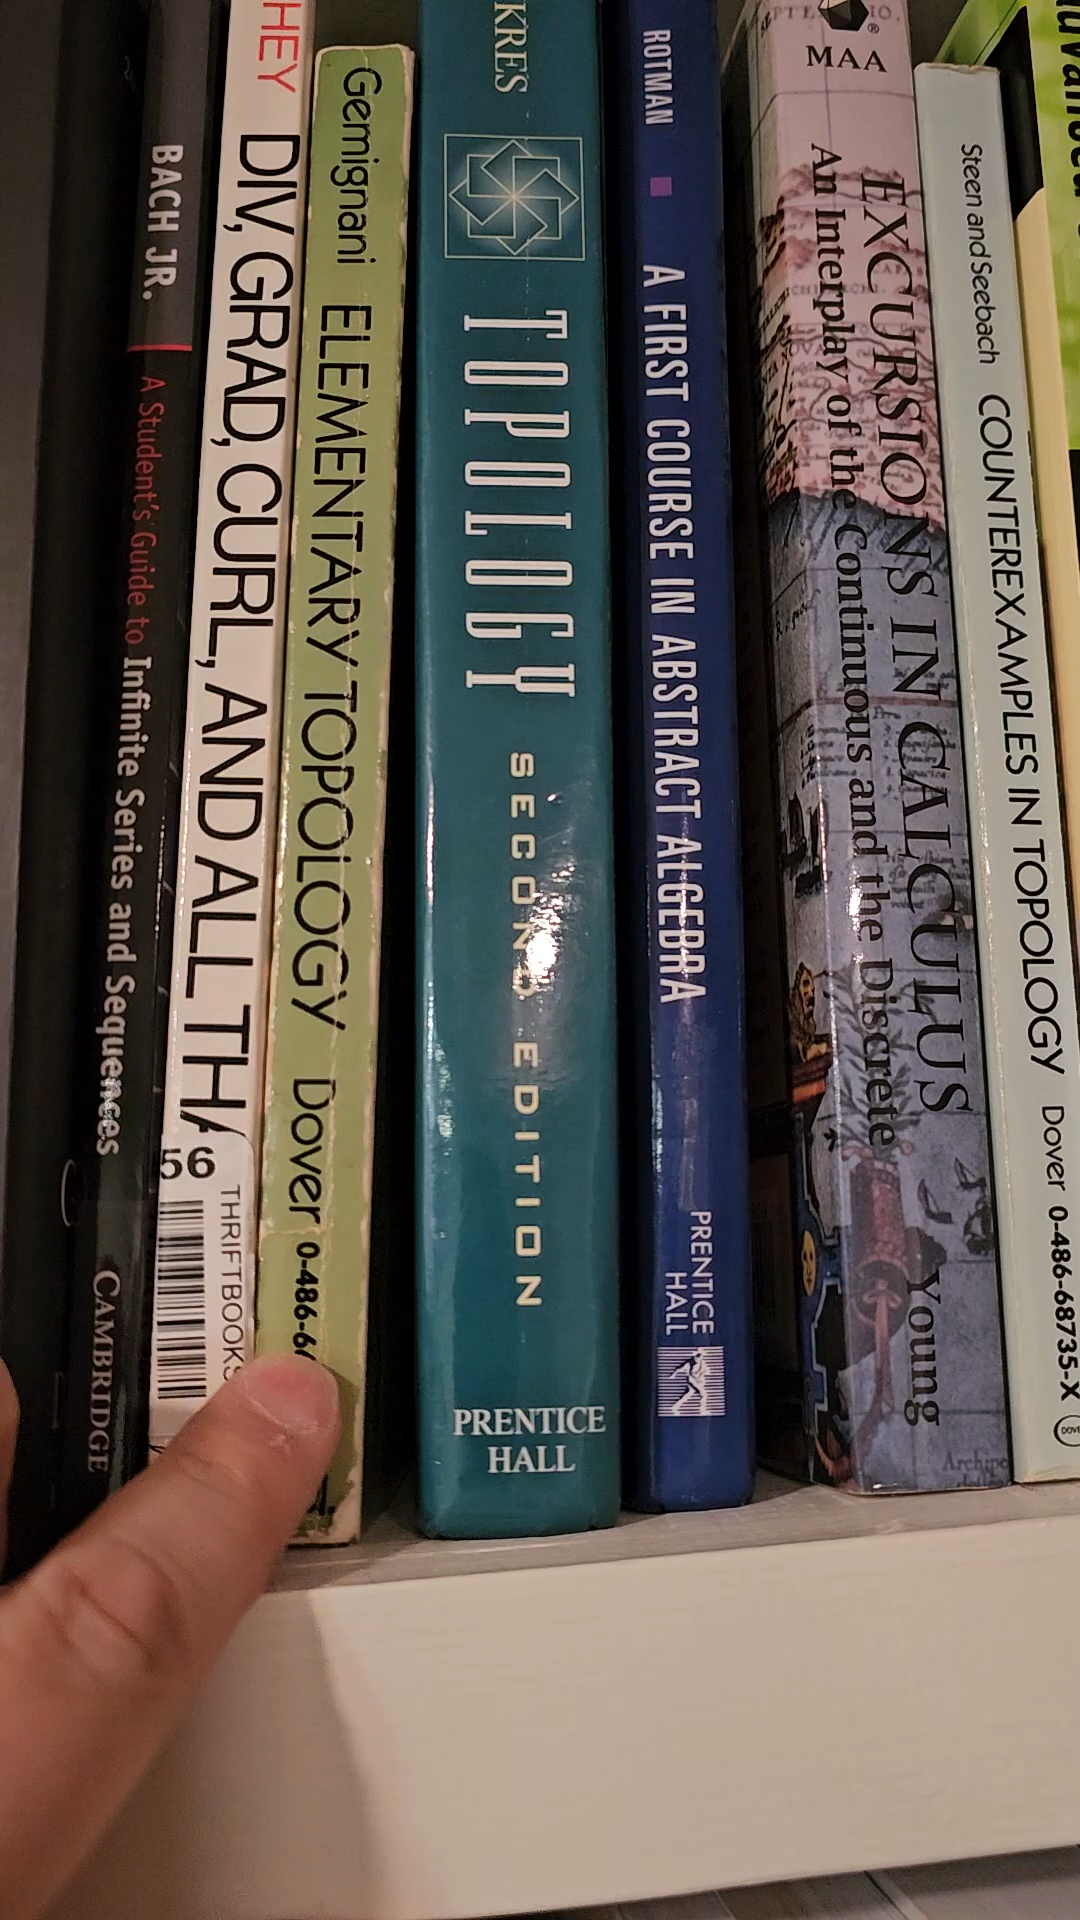 BACH JR.
A Student's Guide to Infinite Series and Sequences
CAMBRIDGE
HEY
DIV, GRAD, CURL, AND ALL THA
56
THRIFTBOOKS
Gemignani
ELEMENTARY TOPOLOGY
Dover
0-486-6
KRES
TOPOLOGY
SECOND EDITION
PRENTICE
HALL
ROTMAN
A FIRST COURSE IN ABSTRACT ALGEBRA
PRENTICE
HALL
MAA
EXCURSIONS IN CALCULUS
An Interplay of the Continuous and the Discrete
Young
Steen and Seebach
COUNTEREXAMPLES IN TOPOLOGY
Dover
0-486-68735-X